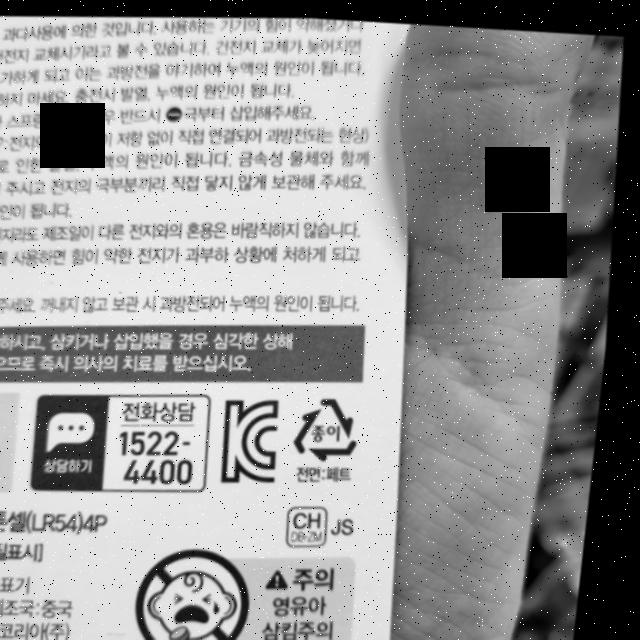 과다사용에 의한 것입니다. 사용하는 기기의 힘이 약해졌거나
건전지 교체시기라고 볼 수 있습니다. 건전지 교체가 늦어지면
하게 되고 이는 과방전을 야기하여 누액의 원인이 됩니다.
하지 마세요. 충전시 발열, 누액의 원인이 됩니다.
반드시 ⊖극부터 삽입해주세요.
저항 없이 직접 연결되어 과방전되는 현상)
원인이 됩니다. 금속성 물체와 함께
주시고 전지의 극부분끼리 직접 닿지 않게 보관해 주세요.
원인이 됩니다.
제조일이 다른 전지와의 혼용은 바람직하지 않습니다.
사용하면 힘이 약한 전지가 과부하 상황에 처하게 되고
주세요. 꺼내지 않고 보관 시 과방전되어 누액의 원인이 됩니다.
하시고, 삼키거나 삽입했을 경우 심각한 상해
으므로 즉시 의사의 치료를 받으십시오.
상담하기
전화상담
1522-
4400
종이
전면:페트
셀(LR54)4P
CH
JS
표기
제조국:중국
코리아(주)
주의
영유아
삼킴주의